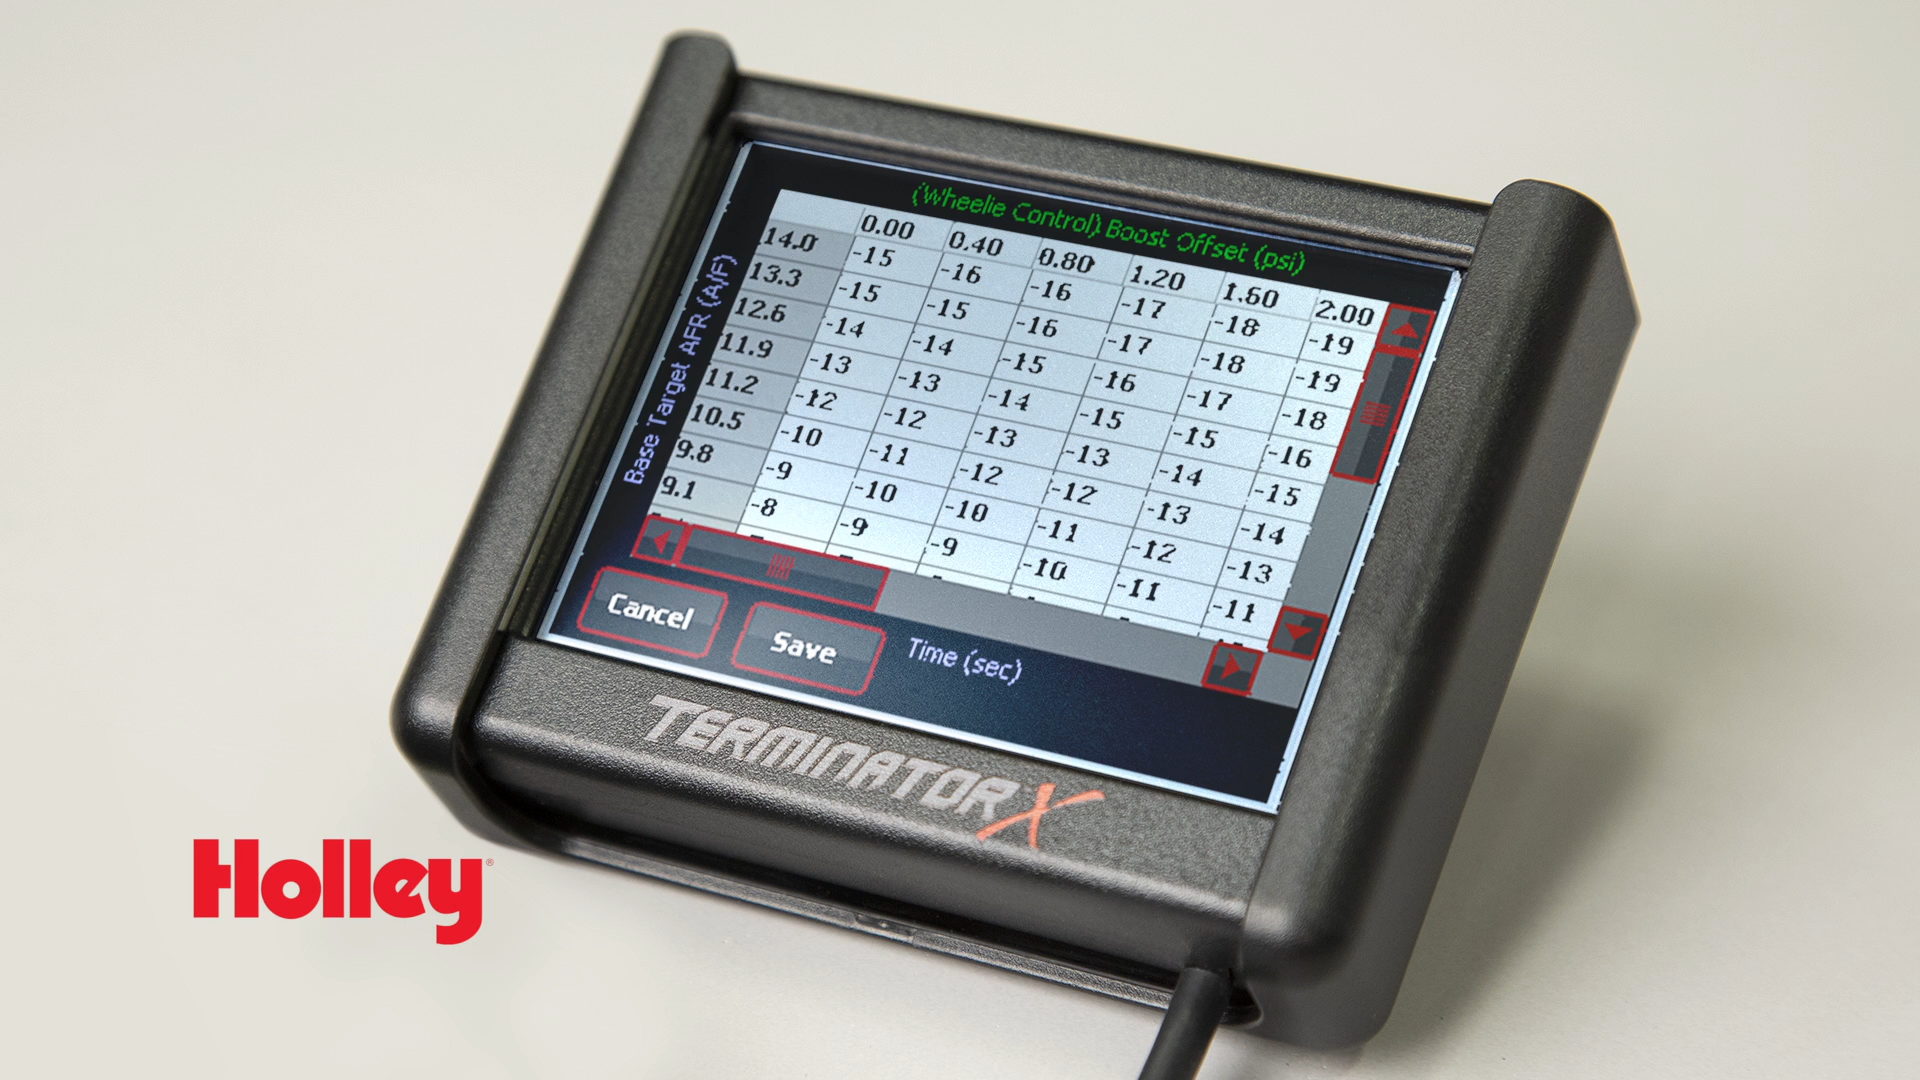 (Wheelie Control) Boost Offset (psi)
Base Target AFR (A/F)
0.00 0.40 0.80 1.20 1.60 2.00
14.0 -15 -16 -16 -17 -18 -19
13.3 -15 -15 -16 -17 -18 -19
12.6 -14 -14 -15 -16 -17 -18
11.9 -13 -13 -14 -15 -15 -16
11.2 -12 -12 -13 -13 -14 -15
10.5 -10 -11 -12 -12 -13 -14
9.8 -9 -10 -10 -11 -12 -13
9.1 -8 -9 -9 -10 -11 -11
Cancel Save Time (sec)
TERMINATOR X
Holley®